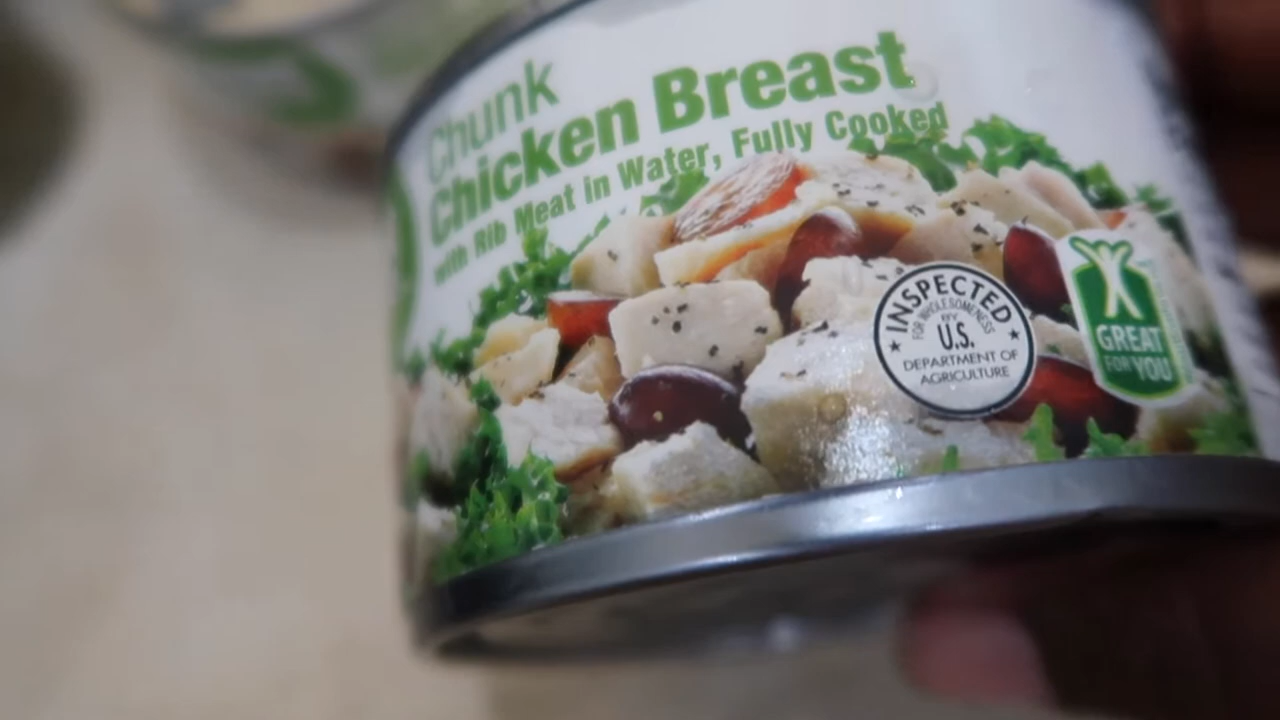 Chunk
Chicken Breast
with Rib Meat in Water, Fully Cooked
INSPECTED
FOR WHOLESOMENESS
BY
U.S.
DEPARTMENT OF
AGRICULTURE
GREAT
FOR YOU